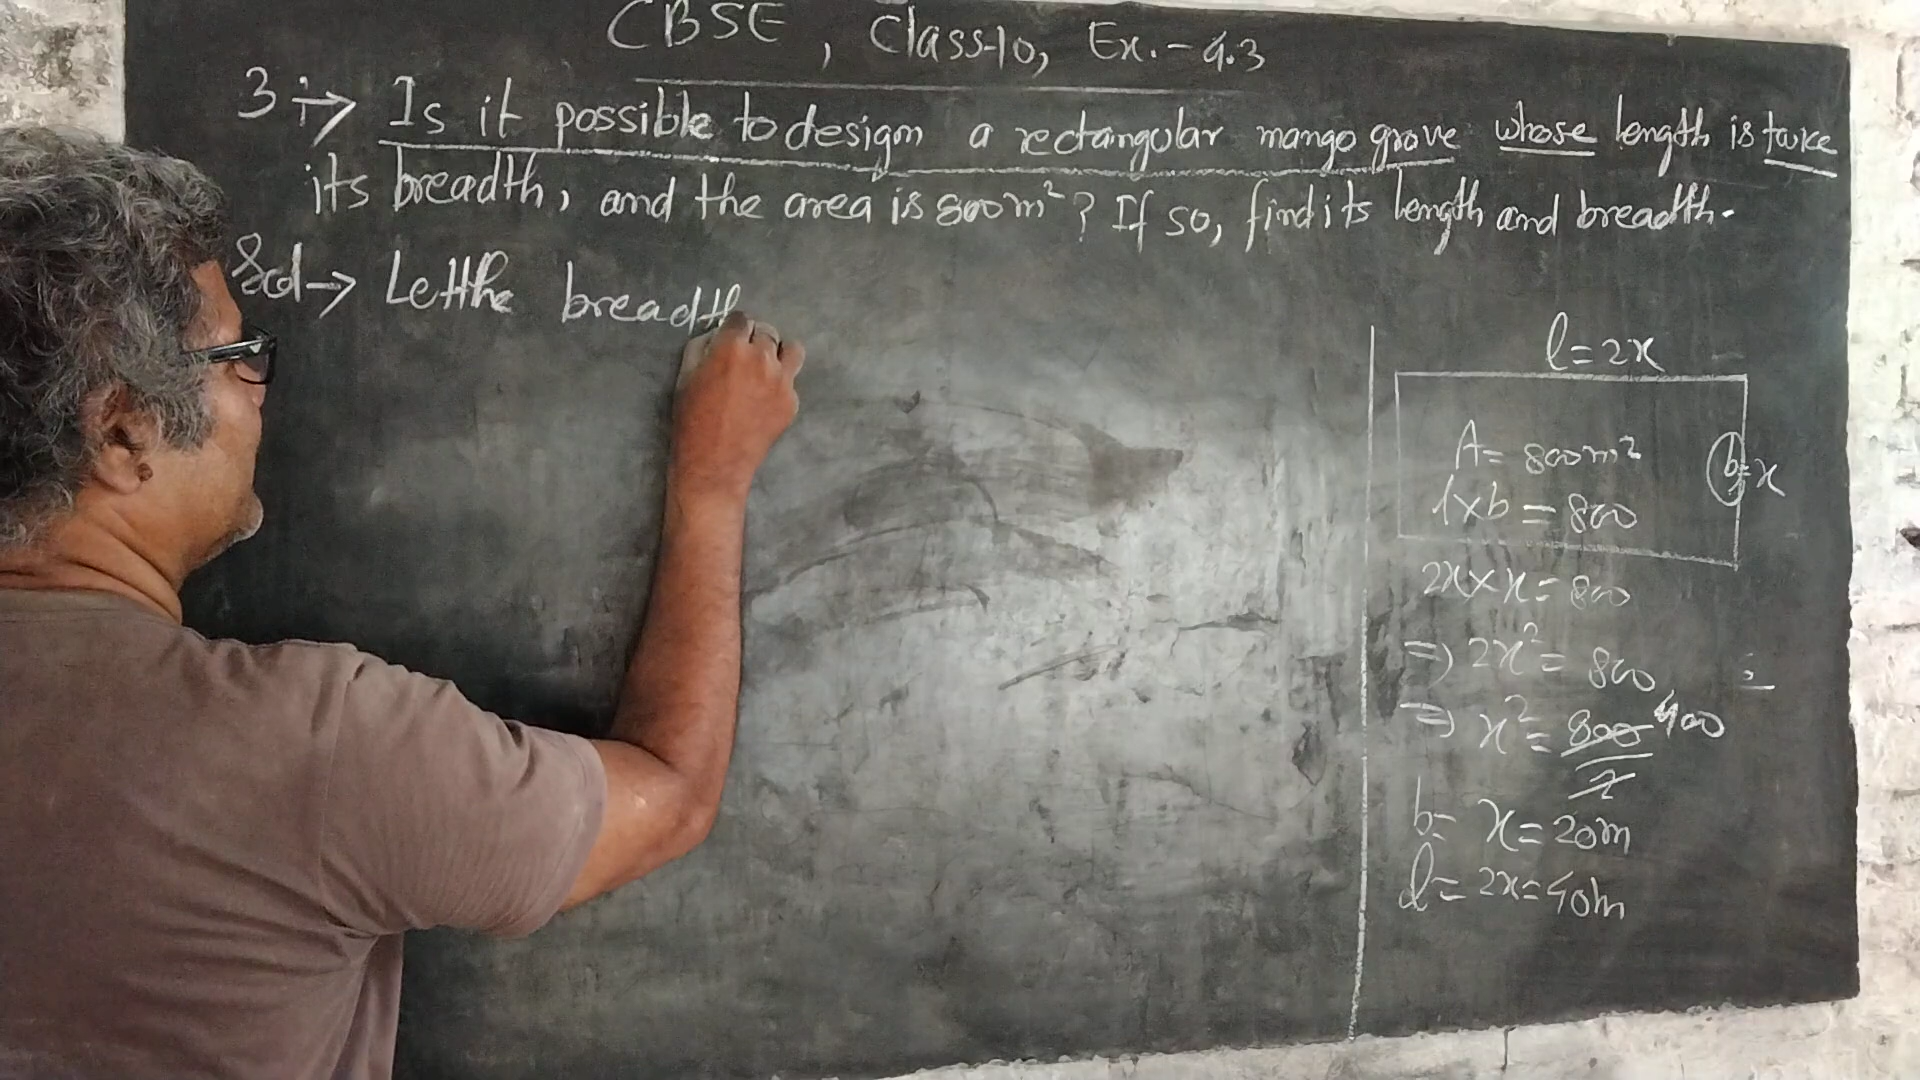 CBSE, Class-10, Ex.-4.3
3 → Is it possible to design a rectangular mango grove whose length is twice
its breadth, and the area is 800m²? If so, find its length and breadth.
Sol → Let the breadth
l=2x
A= 800m²
b=x
l×b = 800
2x×x= 800
⇒ 2x²= 800
⇒ x²= 800/2 400
b= x=20m
l= 2x=40m